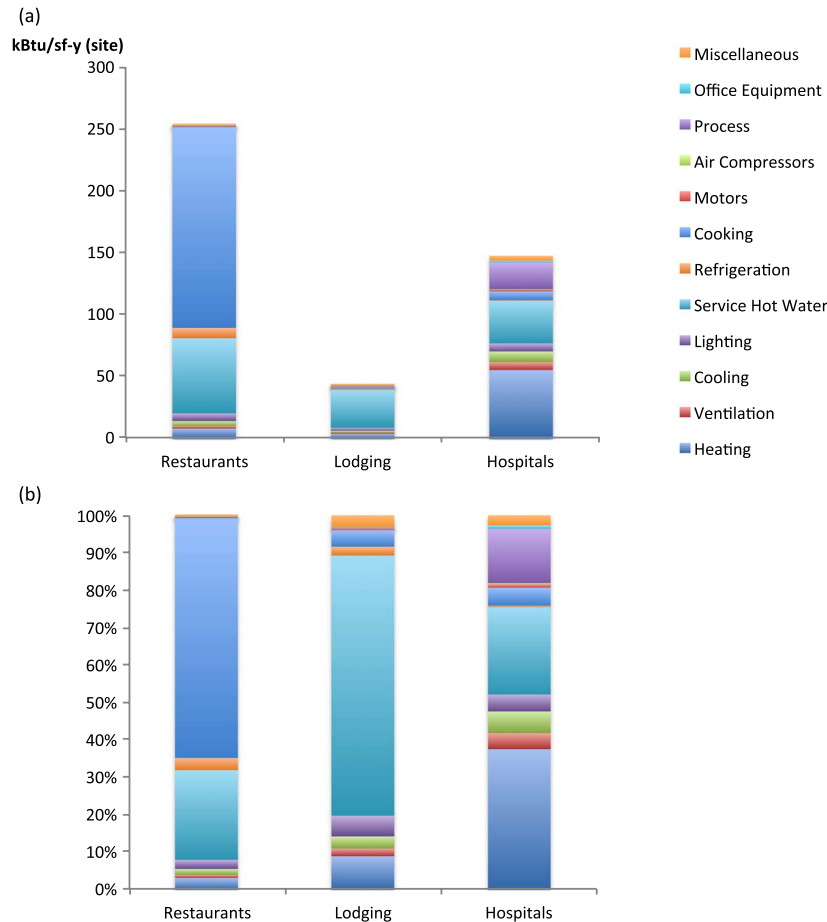 (a)
kBtu/sf-y (site)
300
250
200
150
100
50
0
Restaurants Lodging Hospitals
Miscellaneous
Office Equipment
Process
Air Compressors
Motors
Cooking
Refrigeration
Service Hot Water
Lighting
Cooling
Ventilation
Heating
(b)
100%
90%
80%
70%
60%
50%
40%
30%
20%
10%
0%
Restaurants Lodging Hospitals